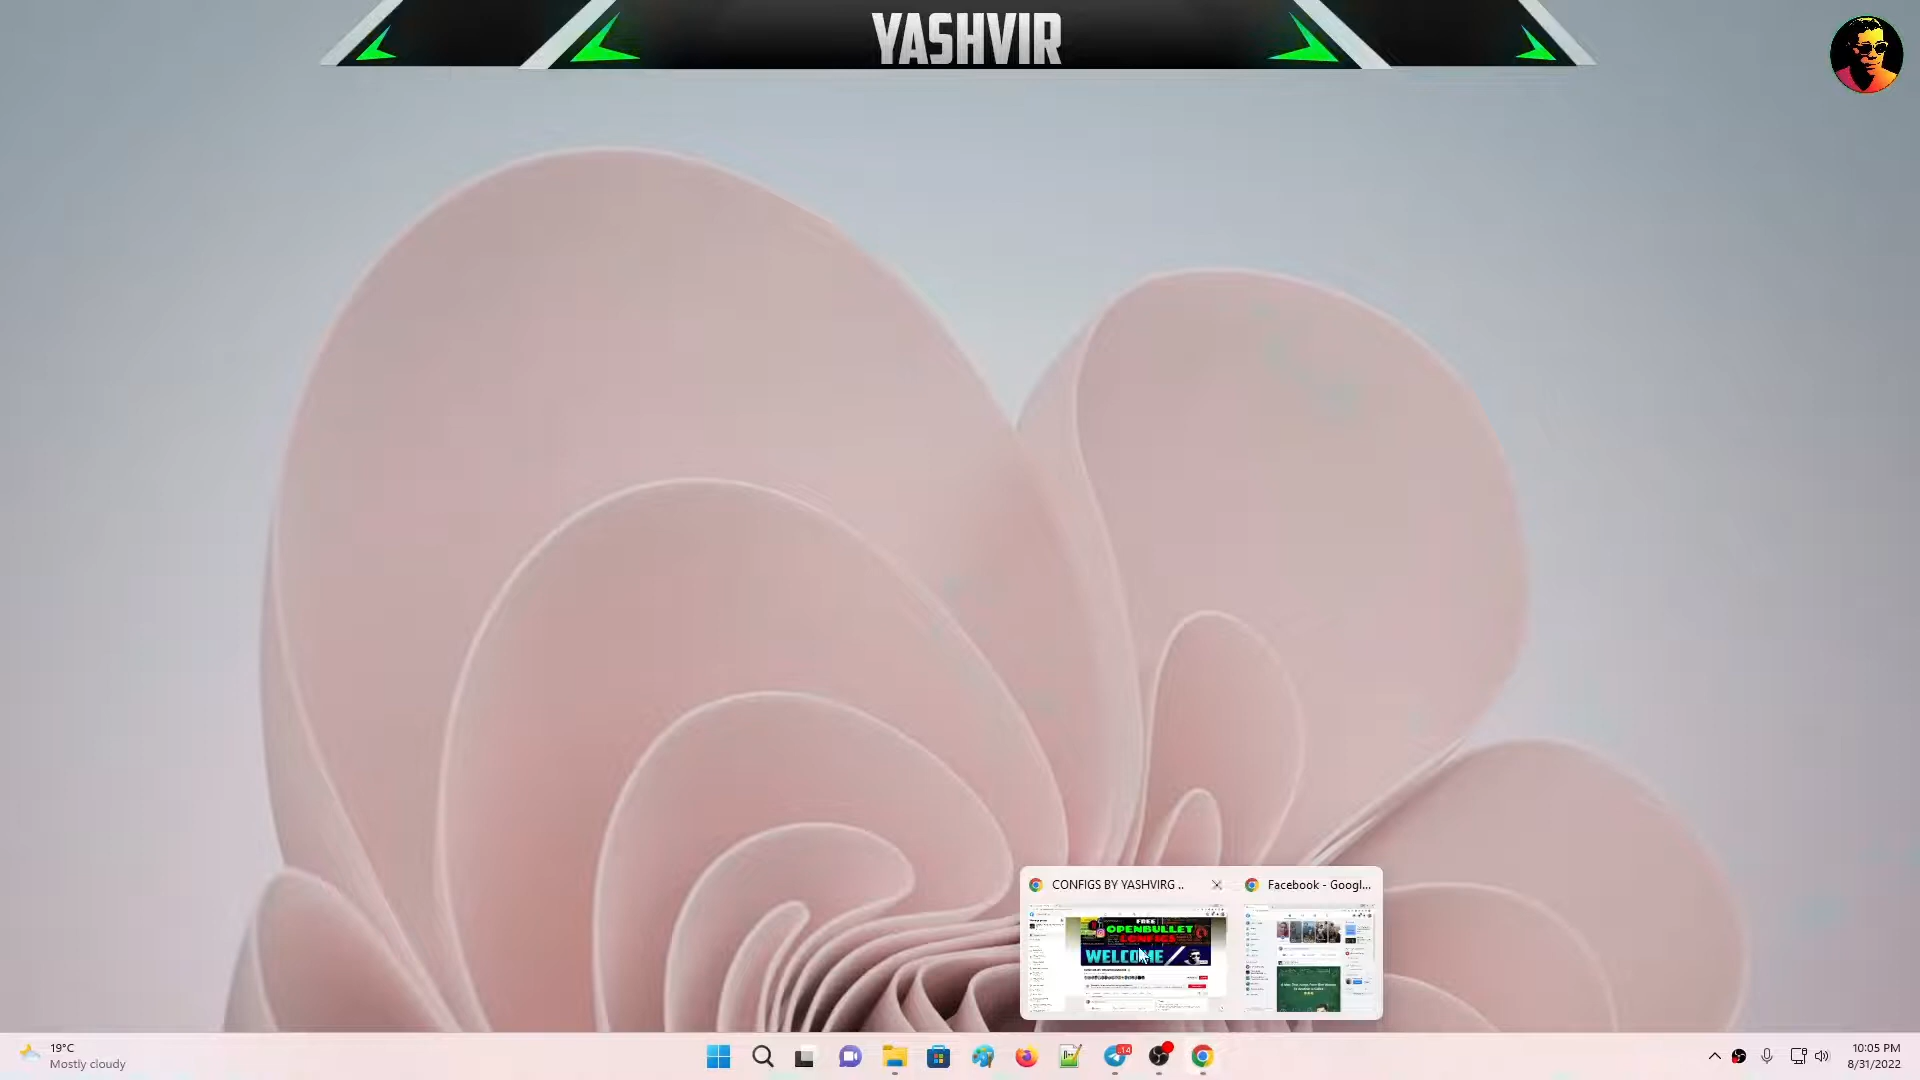 YASHVIR
CONFIGS BY YASHVIRG ..
Facebook - Googl...
FREE
OPENBULLET
CONFIGS
WELCOME
19°C
Mostly cloudy
14
10:05 PM
8/31/2022